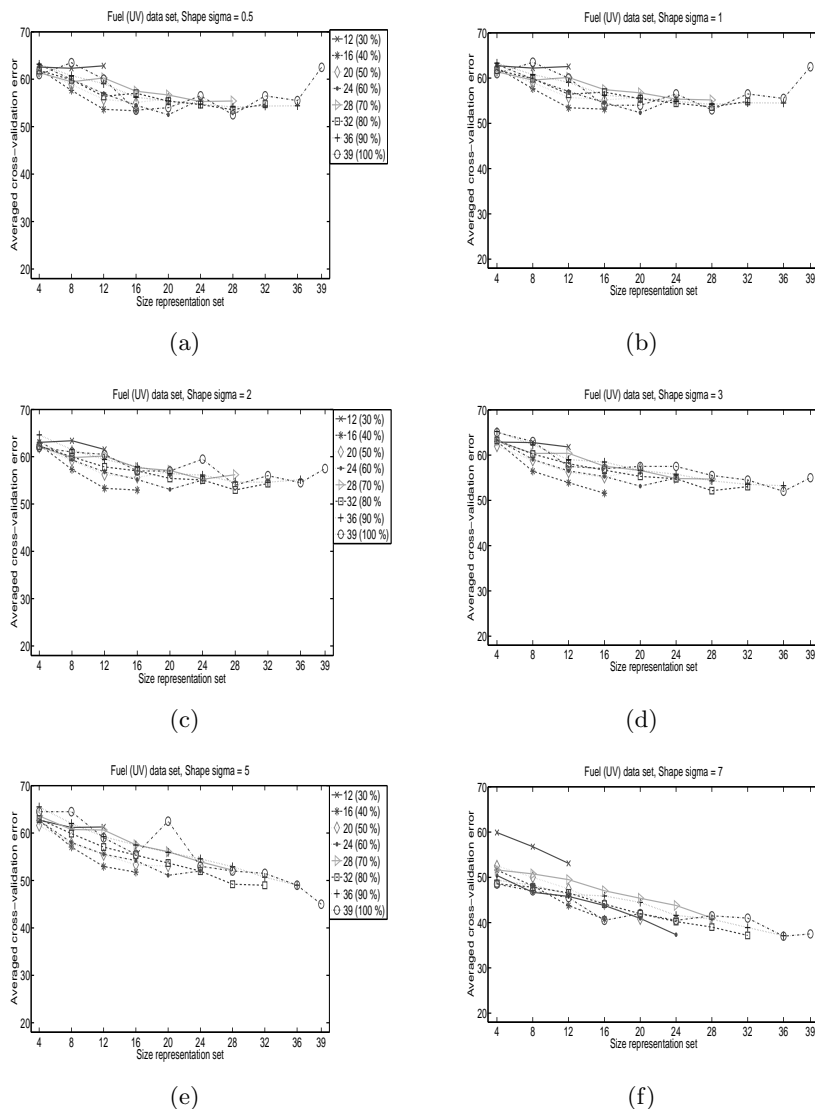 Fuel (UV) data set, Shape sigma = 0.5
Averaged cross−validation error
70
60
50
40
30
20
4 8 12 16 20 24 28 32 36 39
Size representation set
12 (30 %)
16 (40 %)
20 (50 %)
24 (60 %)
28 (70 %)
32 (80 %)
36 (90 %)
39 (100 %)
(a)
Fuel (UV) data set, Shape sigma = 1
Averaged cross−validation error
70
60
50
40
30
20
4 8 12 16 20 24 28 32 36 39
Size representation set
(b)
Fuel (UV) data set, Shape sigma = 2
Averaged cross−validation error
70
60
50
40
30
20
4 8 12 16 20 24 28 32 36 39
Size representation set
12 (30 %)
16 (40 %)
20 (50 %)
24 (60 %)
28 (70 %)
32 (80 %
36 (90 %)
39 (100 %)
(c)
Fuel (UV) data set, Shape sigma = 3
Averaged cross−validation error
70
60
50
40
30
20
4 8 12 16 20 24 28 32 36 39
Size representation set
(d)
Fuel (UV) data set, Shape sigma = 5
Averaged cross−validation error
70
60
50
40
30
20
4 8 12 16 20 24 28 32 36 39
Size representation set
12 (30 %)
16 (40 %)
20 (50 %)
24 (60 %)
28 (70 %)
32 (80 %)
36 (90 %)
39 (100 %)
(e)
Fuel (UV) data set, Shape sigma = 7
Averaged cross−validation error
70
60
50
40
30
20
4 8 12 16 20 24 28 32 36 39
Size representation set
(f)